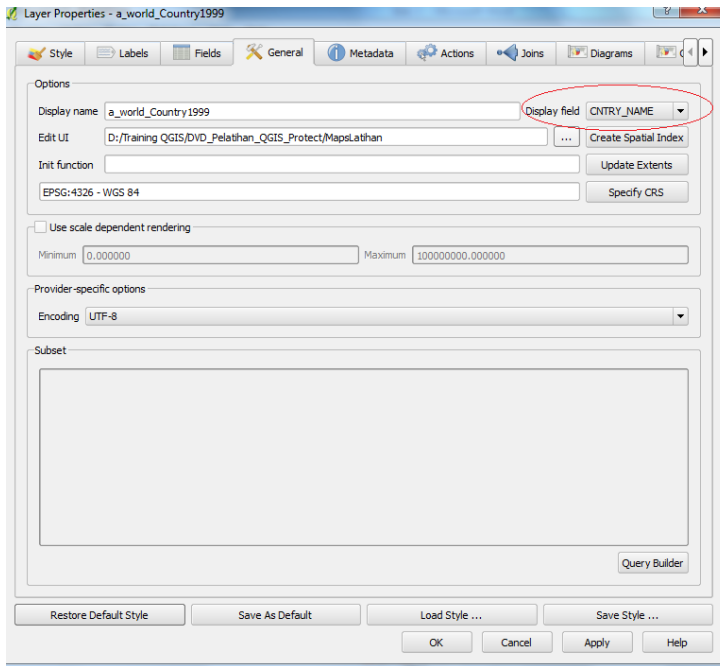 Layer Properties - a_world_Country1999
Style Labels Fields General Metadata Actions Joins Diagrams
Options
Display name a_world_Country1999 Display field CNTRY_NAME
Edit UI D:/Training QGIS/DVD_Pelatihan_QGIS_Protect/MapsLatihan ... Create Spatial Index
Init function Update Extents
EPSG:4326 - WGS 84 Specify CRS
Use scale dependent rendering
Minimum 0.000000 Maximum 100000000.000000
Provider-specific options
Encoding UTF-8
Subset
Query Builder
Restore Default Style Save As Default Load Style ... Save Style ...
OK Cancel Apply Help